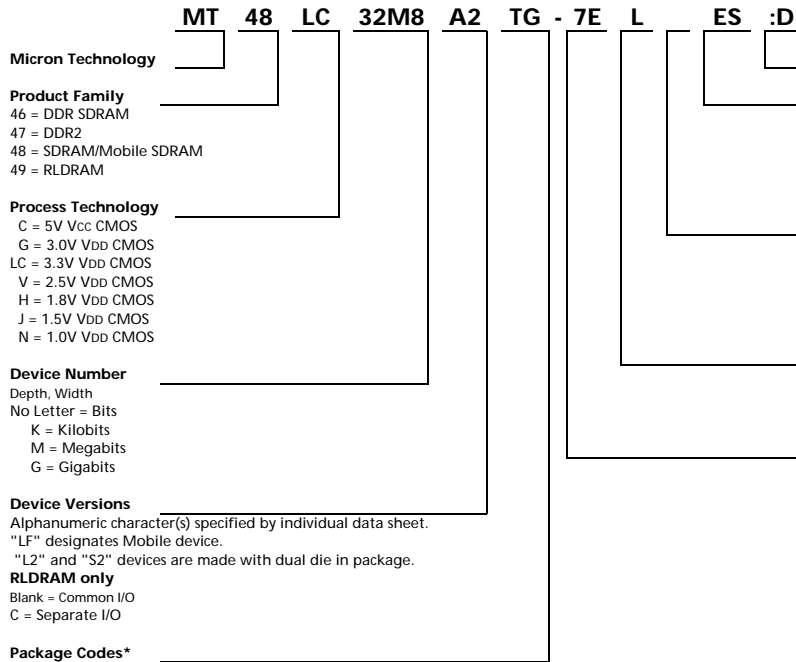 MT 48 LC 32M8 A2 TG - 7E L ES :D
Micron Technology
Product Family
46 = DDR SDRAM
47 = DDR2
48 = SDRAM/Mobile SDRAM
49 = RLDRAM
Process Technology
C = 5V VCC CMOS
G = 3.0V VDD CMOS
LC = 3.3V VDD CMOS
V = 2.5V VDD CMOS
H = 1.8V VDD CMOS
J = 1.5V VDD CMOS
N = 1.0V VDD CMOS
Device Number
Depth, Width
No Letter = Bits
K = Kilobits
M = Megabits
G = Gigabits
Device Versions
Alphanumeric character(s) specified by individual data sheet.
"LF" designates Mobile device.
"L2" and "S2" devices are made with dual die in package.
RLDRAM only
Blank = Common I/O
C = Separate I/O
Package Codes*